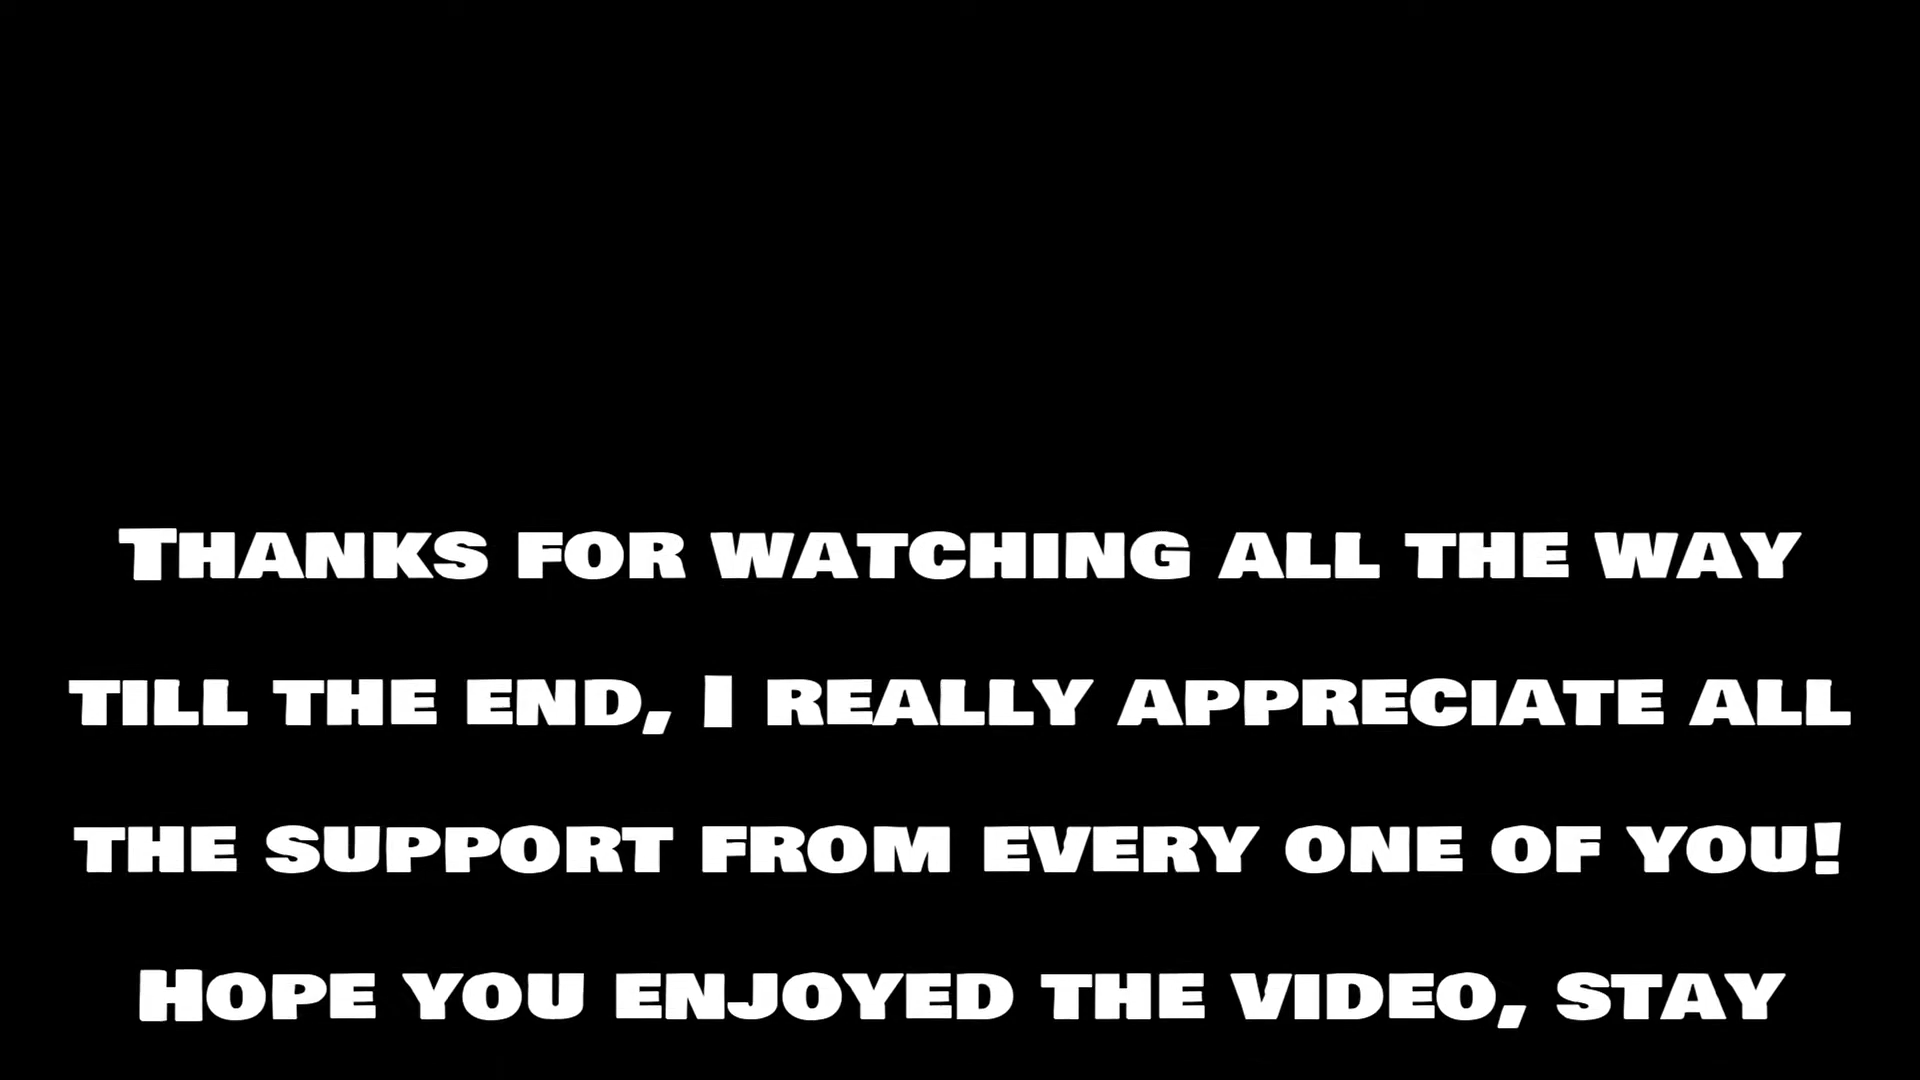 Thanks for watching all the way
till the end, I really appreciate all
the support from every one of you!
Hope you enjoyed the video, stay